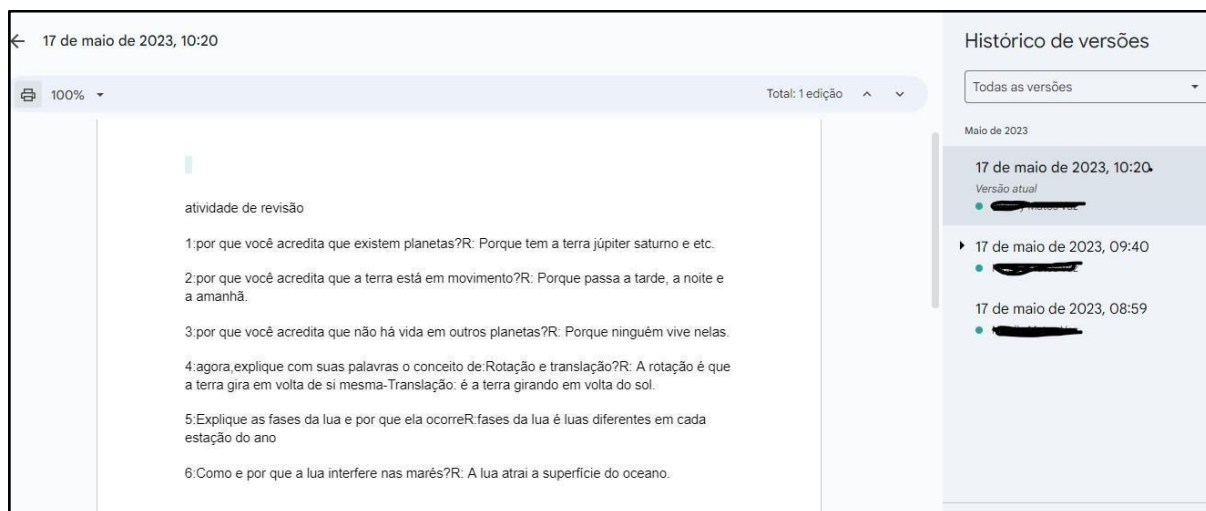 17 de maio de 2023, 10:20
100%
Total: 1 edição
atividade de revisão
1:por que você acredita que existem planetas?R: Porque tem a terra júpiter saturno e etc.
2:por que você acredita que a terra está em movimento?R: Porque passa a tarde, a noite e
a amanhã.
3:por que você acredita que não há vida em outros planetas?R: Porque ninguém vive nelas.
4:agora,explique com suas palavras o conceito de:Rotação e translação?R: A rotação é que
a terra gira em volta de si mesma-Translação: é a terra girando em volta do sol.
5:Explique as fases da lua e por que ela ocorreR:fases da lua é luas diferentes em cada
estação do ano
6:Como e por que a lua interfere nas marés?R: A lua atrai a superfície do oceano.
Histórico de versões
Todas as versões
Maio de 2023
17 de maio de 2023, 10:20
Versão atual
17 de maio de 2023, 09:40
17 de maio de 2023, 08:59